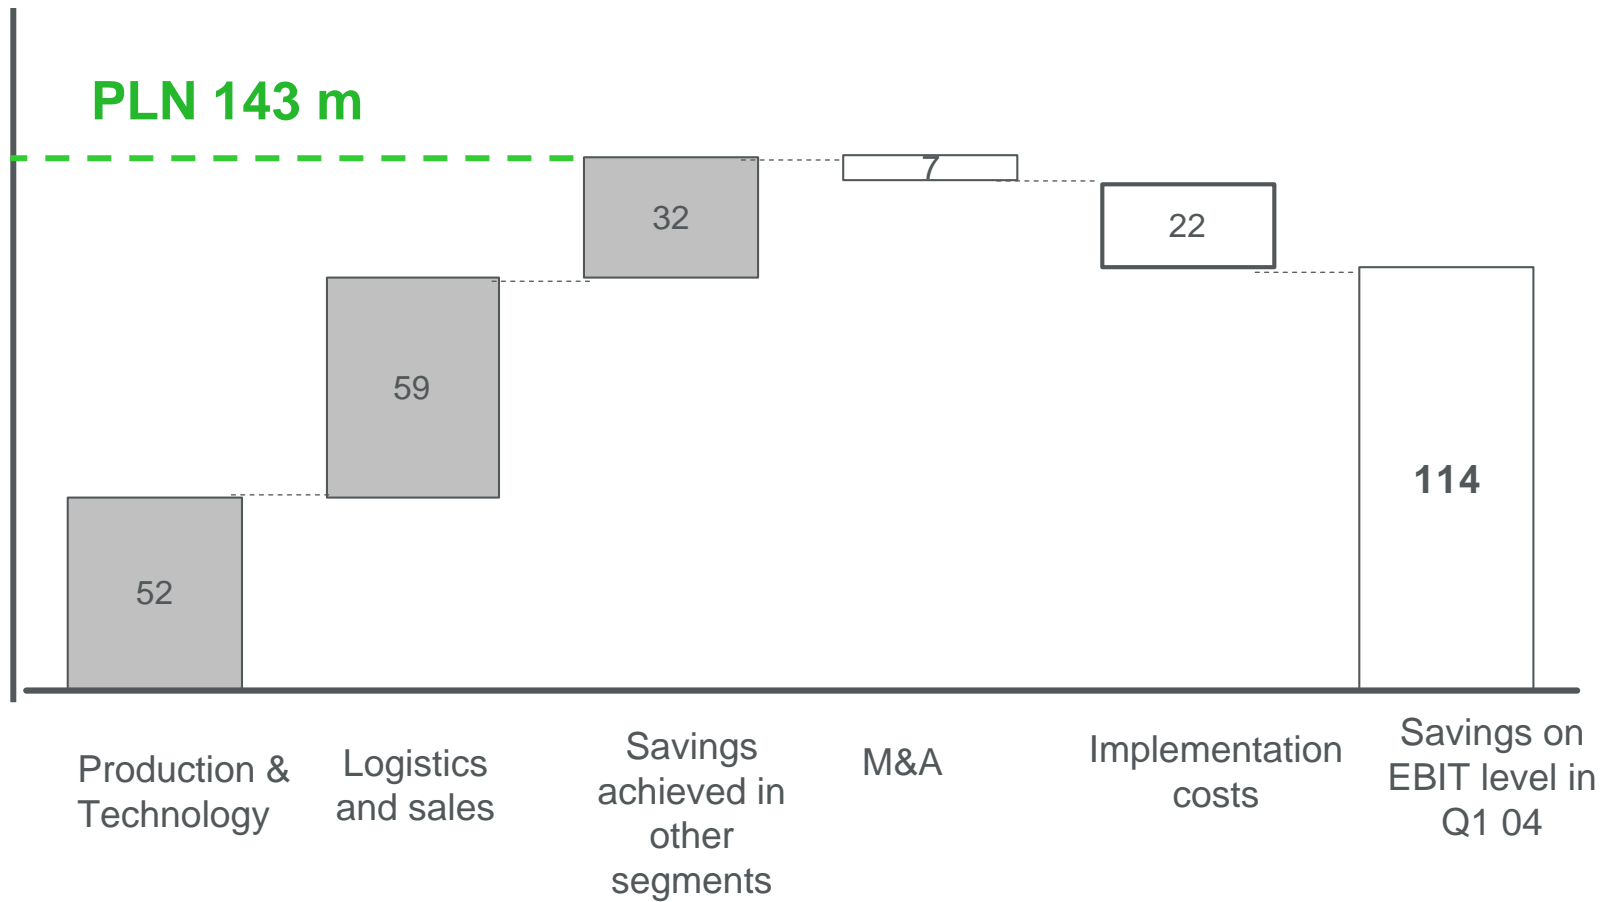 PLN 143 m
7
32
22
59
114
52
Production &
Technology
Logistics
and sales
Savings
achieved in
other
segments
M&A
Implementation
costs
Savings on
EBIT level in
Q1 04